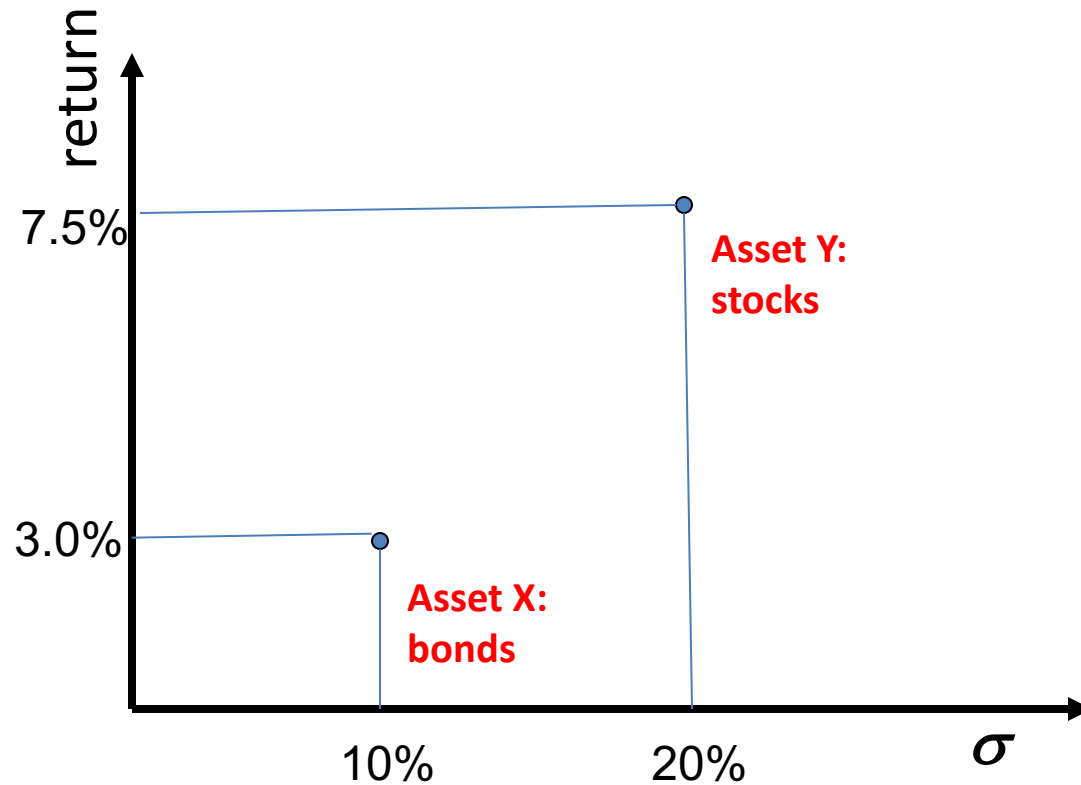 return
7.5%
Asset Y:
stocks
3.0%
Asset X:
bonds
10%
20%
σ